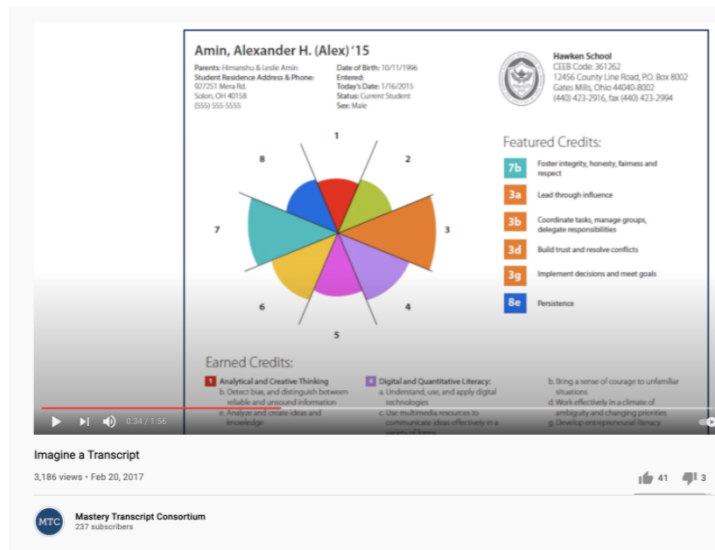 Amin, Alexander H. (Alex) '15
Parents: Himanshu & Leslie Amin
Student Residence Address & Phone:
927251 Mera Rd.
Solon, OH 40158
(555) 555-5555
Date of Birth: 10/11/1996
Entered:
Today's Date: 1/16/2015
Status: Current Student
Sex: Male
Hawken School
CEEB Code: 361262
12456 County Line Road, P.O. Box 8002
Gates Mills, Ohio 44040-8002
(440) 423-2916, fax (440) 423-2994
1
2
3
4
5
6
7
8
Featured Credits:
7b Foster integrity, honesty, fairness and
respect
3a Lead through influence
3b Coordinate tasks, manage groups,
delegate responsibilities
3d Build trust and resolve conflicts
3g Implement decisions and meet goals
8e Persistence
Earned Credits:
1 Analytical and Creative Thinking
b. Detect bias, and distinguish between
reliable and unsound information
e. Analyze and create ideas and
knowledge
4 Digital and Quantitative Literacy:
a. Understand, use, and apply digital
technologies
c. Use multimedia resources to
communicate ideas effectively in a
variety of forms
b. Bring a sense of courage to unfamiliar
situations
d. Work effectively in a climate of
ambiguity and changing priorities
g. Develop entrepreneurial literacy
0:34 / 1:56
Imagine a Transcript
3,186 views • Feb 20, 2017
41
3
MTC
Mastery Transcript Consortium
237 subscribers